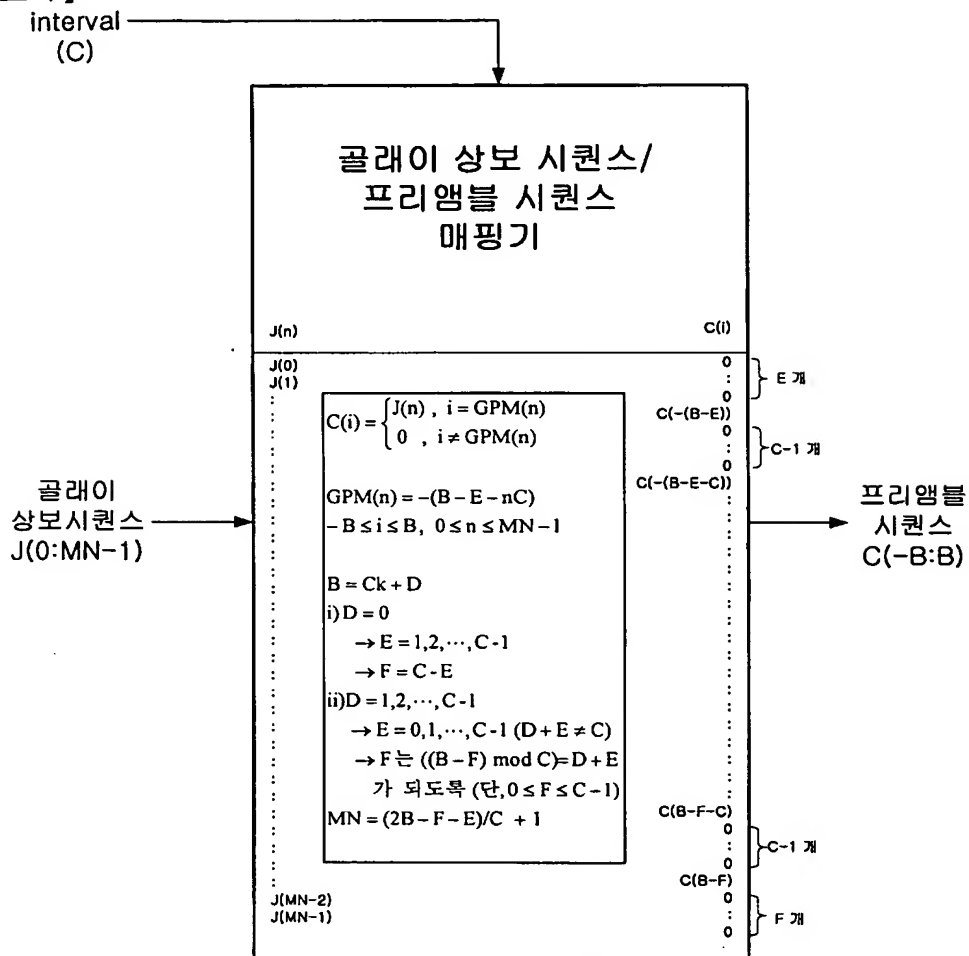 interval
(C)
골래이 상보 시퀀스/
프리앰블 시퀀스
매핑기
J(n)
C(i)
J(0)
J(1)
0
0
E 개
C(-(B-E))
0
0
C-1 개
C(-(B-E-C))
C(i) = { J(n) , i = GPM(n)
0 , i ≠ GPM(n)
GPM(n) = -(B - E - nC)
- B ≤ i ≤ B, 0 ≤ n ≤ MN - 1
B = Ck + D
i) D = 0
→ E = 1,2,⋯,C - 1
→ F = C - E
ii)D = 1,2,⋯,C - 1
→ E = 0,1,⋯,C - 1 (D + E ≠ C)
→ F 는 ((B - F) mod C)= D + E
가 되도록 (단, 0 ≤ F ≤ C - 1)
MN = (2B - F - E)/C + 1
골래이
상보시퀀스
J(0:MN-1)
프리앰블
시퀀스
C(-B:B)
C(B-F-C)
0
0
C-1 개
C(B-F)
J(MN-2)
J(MN-1)
0
0
F 개